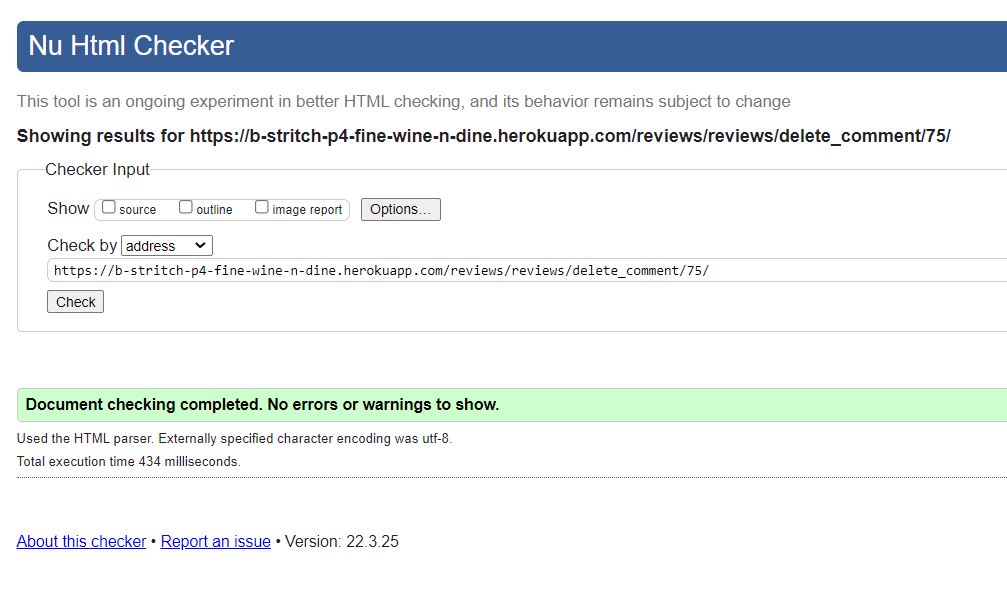 Nu Html Checker
This tool is an ongoing experiment in better HTML checking, and its behavior remains subject to change
Showing results for https://b-stritch-p4-fine-wine-n-dine.herokuapp.com/reviews/reviews/delete_comment/75/
Checker Input
Show source outline image report Options...
Check by address
https://b-stritch-p4-fine-wine-n-dine.herokuapp.com/reviews/reviews/delete_comment/75/
Check
Document checking completed. No errors or warnings to show.
Used the HTML parser. Externally specified character encoding was utf-8.
Total execution time 434 milliseconds.
About this checker • Report an issue • Version: 22.3.25